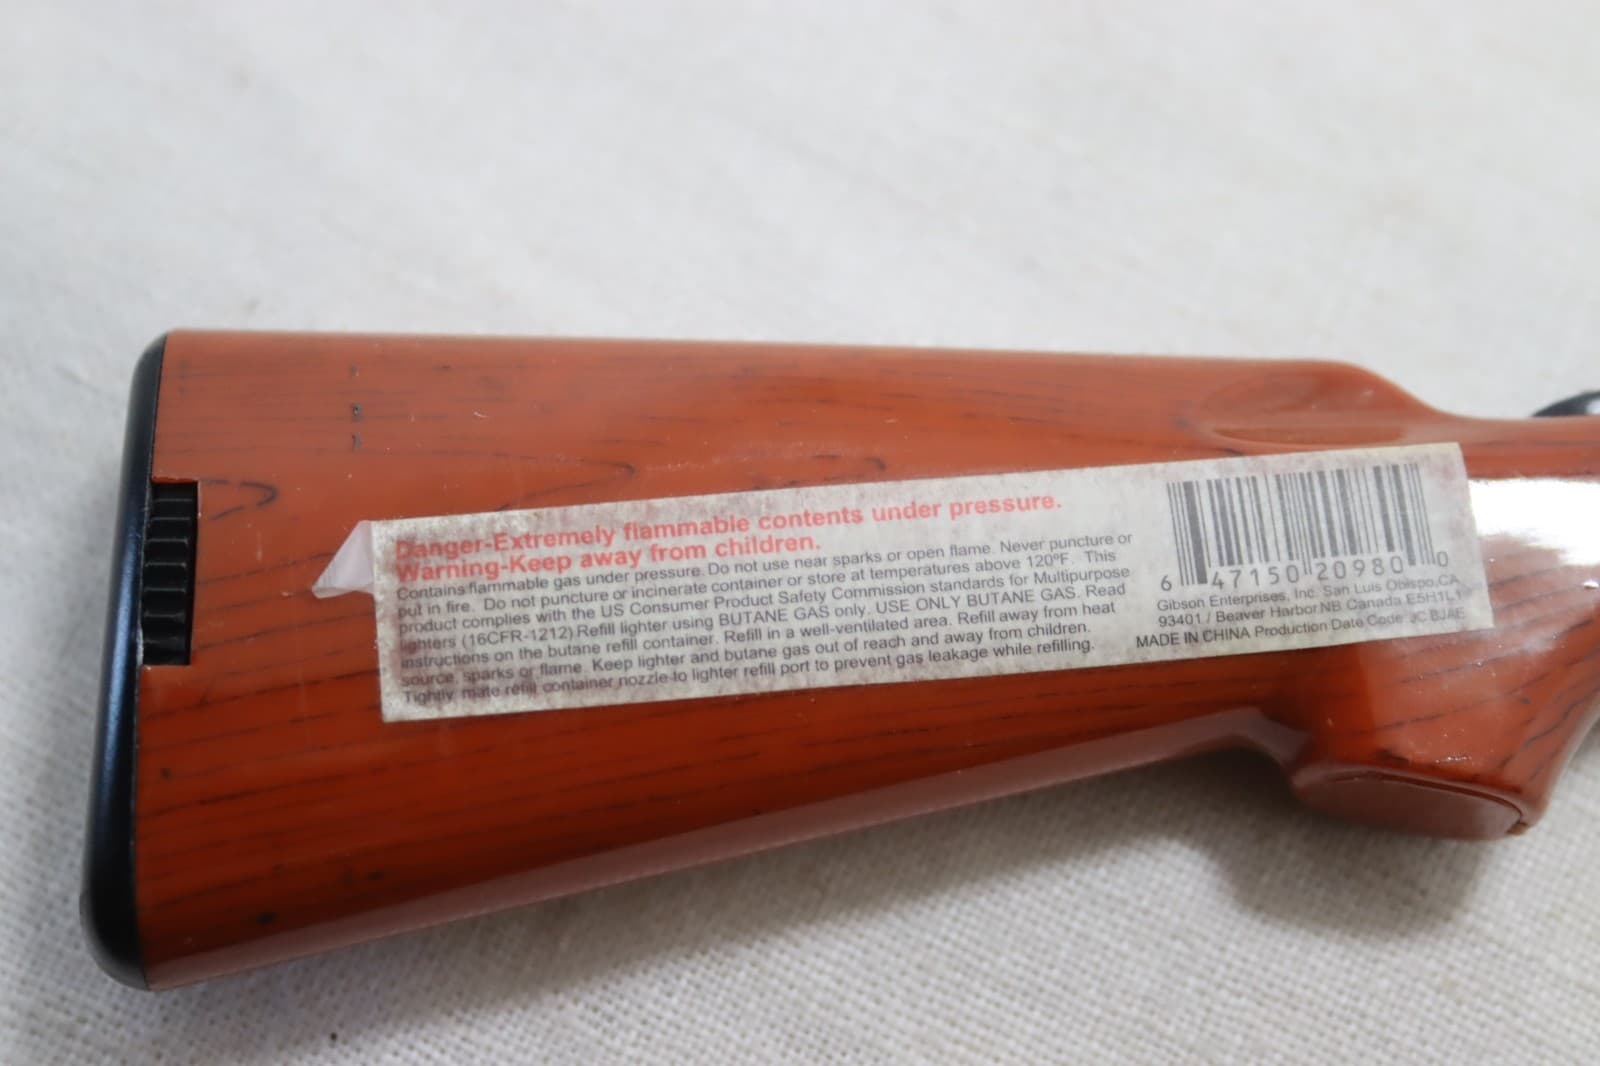 Danger-Extremely flammable contents under pressure.
Warning-Keep away from children.
Contains flammable gas under pressure. Do not use near sparks or open flame. Never puncture or
put in fire. Do not puncture or incinerate container or store at temperatures above 120ºF. This
product complies with the US Consumer Product Safety Commission standards for Multipurpose
lighters (16CFR-1212) Refill lighter using BUTANE GAS only. USE ONLY BUTANE GAS. Read
instructions on the butane refill container. Refill in a well-ventilated area. Refill away from heat
source, sparks or flame. Keep lighter and butane gas out of reach and away from children.
Tightly mate refill container nozzle to lighter refill port to prevent gas leakage while refilling.
6 47150 20980 0
Gibson Enterprises, Inc. San Luis Obispo,CA
93401 / Beaver Harbor,NB Canada E5H1L1
MADE IN CHINA Production Date Code: BJAE